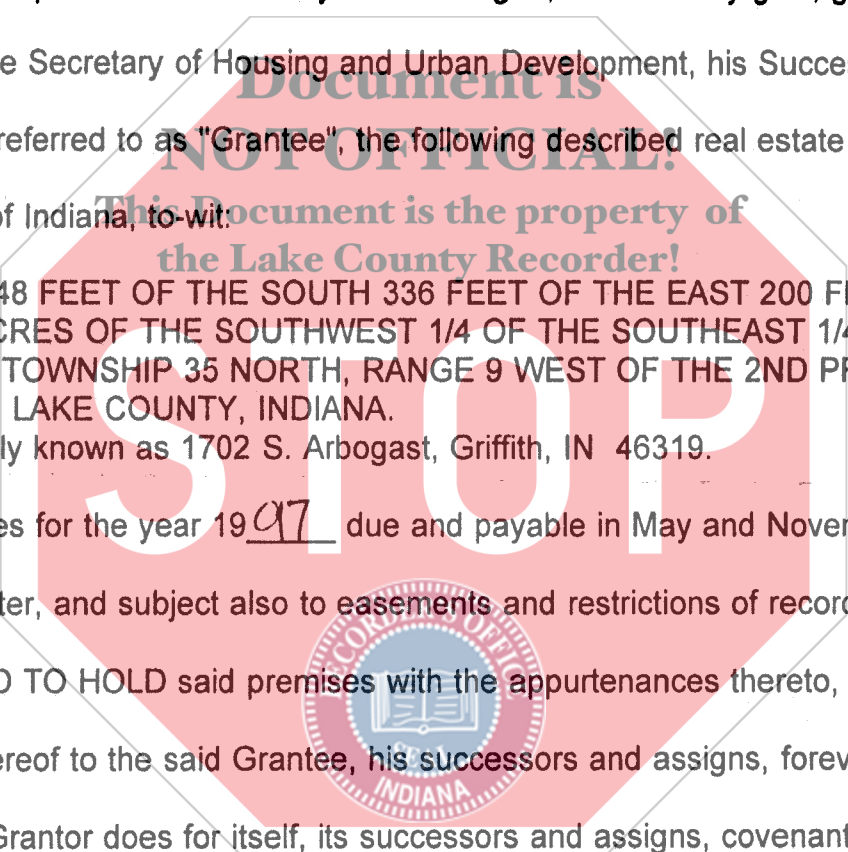 e Secretary of Housing and Urban Development, his Succe
Document is
referred to as "Grantee", the following described real estate
NOT OFFICIAL!
of Indiana, to-wit:
This Document is the property of
the Lake County Recorder!
48 FEET OF THE SOUTH 336 FEET OF THE EAST 200 F
CRES OF THE SOUTHWEST 1/4 OF THE SOUTHEAST 1/4
TOWNSHIP 35 NORTH, RANGE 9 WEST OF THE 2ND PR
LAKE COUNTY, INDIANA.
ly known as 1702 S. Arbogast, Griffith, IN 46319.
STOP
es for the year 1997 due and payable in May and Nover
ter, and subject also to easements and restrictions of record
RECORDER'S OFFICE
O TO HOLD said premises with the appurtenances thereto,
ereof to the said Grantee, his successors and assigns, forev
SEAL
INDIANA
Grantor does for itself, its successors and assigns, covenant